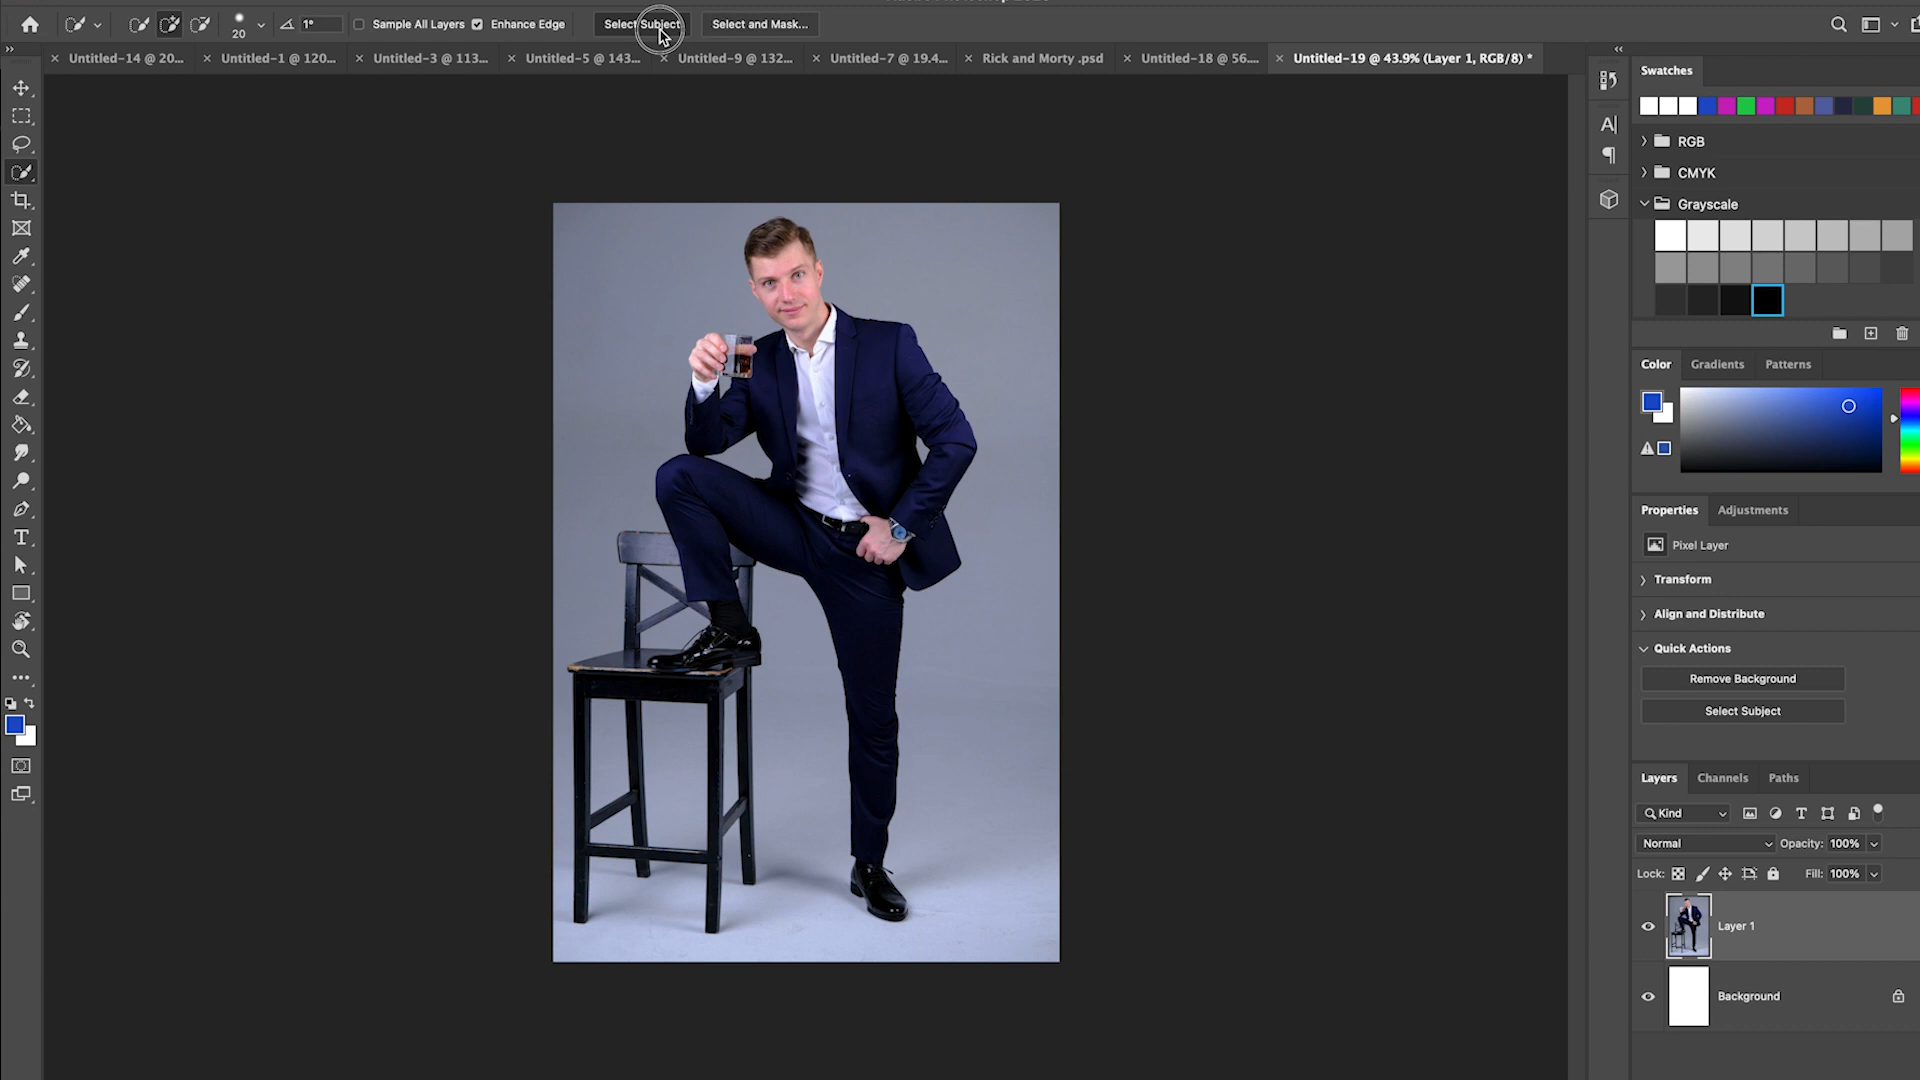 20
1°
Sample All Layers
Enhance Edge
Select Subject
Select and Mask...
Untitled-14 @ 20...
Untitled-1 @ 120...
Untitled-3 @ 113...
Untitled-5 @ 143...
Untitled-9 @ 132...
Untitled-7 @ 19.4...
Rick and Morty .psd
Untitled-18 @ 56....
Untitled-19 @ 43.9% (Layer 1, RGB/8) *
Swatches
RGB
CMYK
Grayscale
Color
Gradients
Patterns
Properties
Adjustments
Pixel Layer
Transform
Align and Distribute
Quick Actions
Remove Background
Select Subject
Layers
Channels
Paths
Kind
Normal
Opacity: 100%
Lock:
Fill: 100%
Layer 1
Background